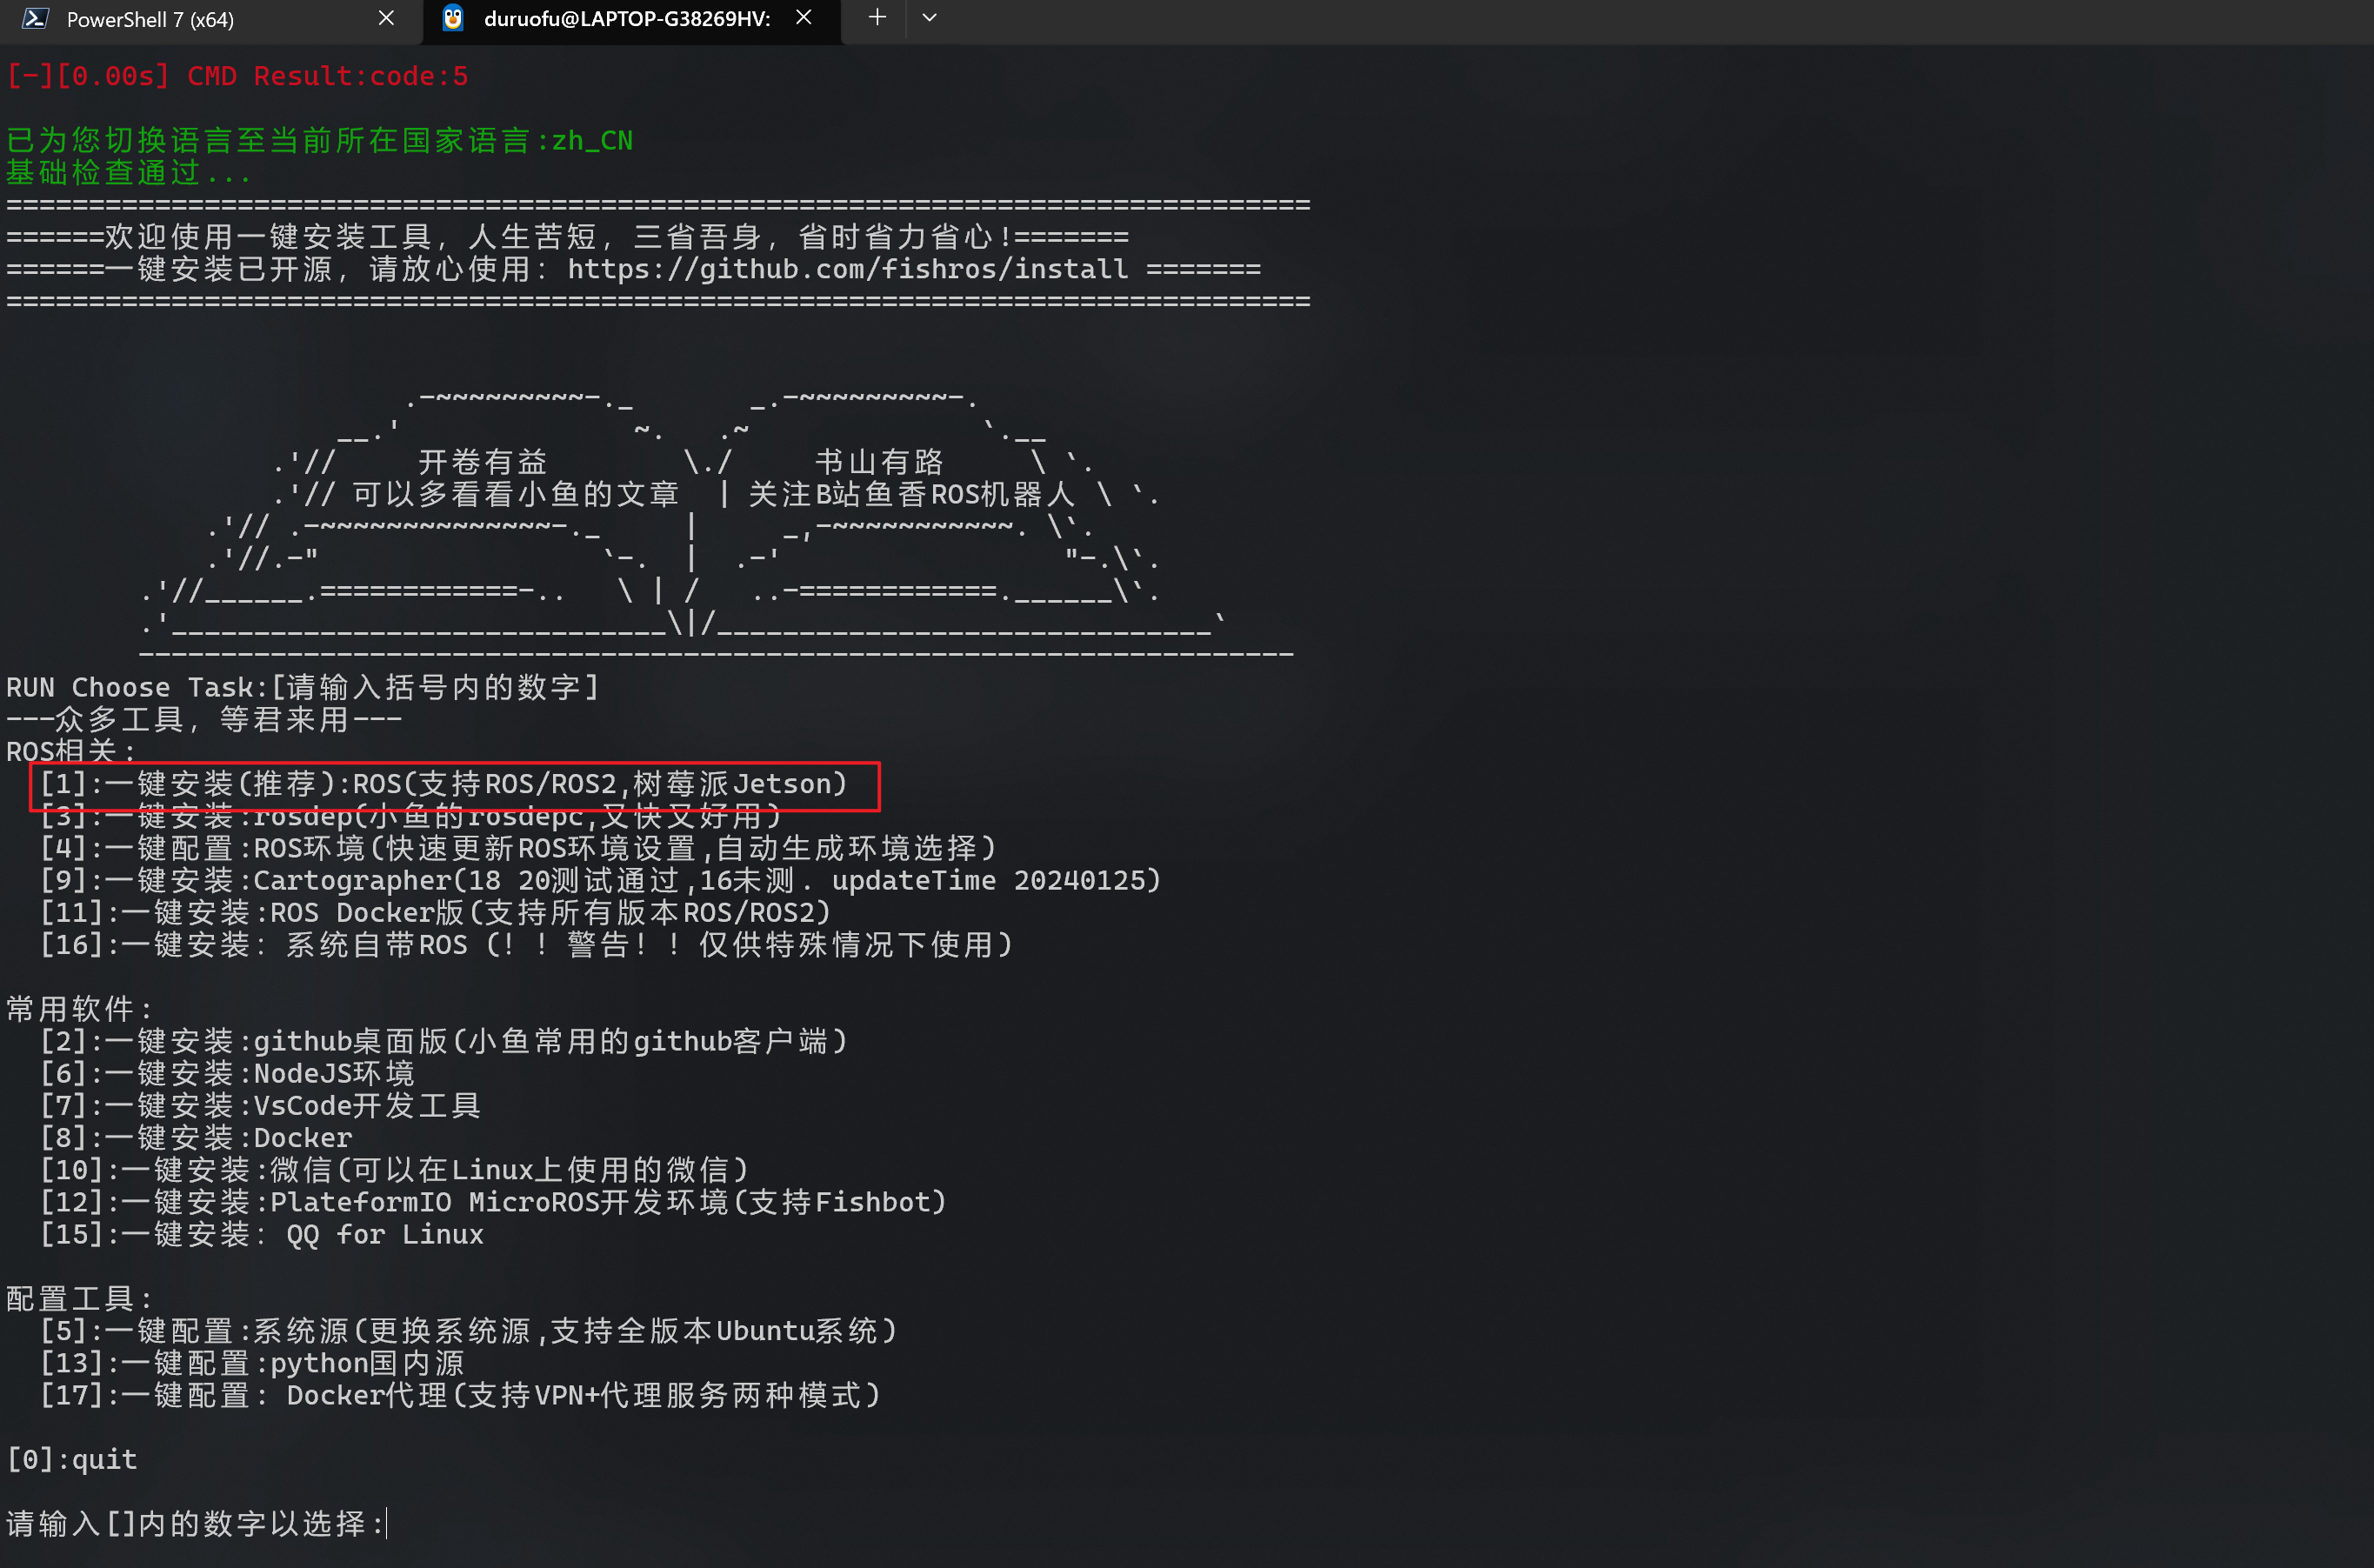 PowerShell 7 (x64)
duruofu@LAPTOP-G38269HV:
[-][0.00s] CMD Result:code:5
已为您切换语言至当前所在国家语言:zh_CN
基础检查通过...
===============================================================================
======欢迎使用一键安装工具，人生苦短，三省吾身，省时省力省心!=======
======一键安装已开源，请放心使用：https://github.com/fishros/install =======
===============================================================================
.-~~~~~~~~~-._       _.-~~~~~~~~~-.
__.'              ~.   .~              `.__
.'//     开卷有益        \./     书山有路     \ `.
.'// 可以多看看小鱼的文章  | 关注B站鱼香ROS机器人 \ `.
.'// .-~~~~~~~~~~~~~~-._     |     _,-~~~~~~~~~~~. \`.
.'//.-"                 `-.  |  .-'                 "-.\`.
.'//______.============-..   \ | /   ..-============.______\`.
.'______________________________\|/______________________________`
----------------------------------------------------------------------
RUN Choose Task:[请输入括号内的数字]
---众多工具，等君来用---
ROS相关:
[1]:一键安装(推荐):ROS(支持ROS/ROS2,树莓派Jetson)
[3]:一键安装:rosdep(小鱼的rosdepc,又快又好用)
[4]:一键配置:ROS环境(快速更新ROS环境设置,自动生成环境选择)
[9]:一键安装:Cartographer(18 20测试通过,16未测. updateTime 20240125)
[11]:一键安装:ROS Docker版(支持所有版本ROS/ROS2)
[16]:一键安装：系统自带ROS (！！警告！！仅供特殊情况下使用)
常用软件:
[2]:一键安装:github桌面版(小鱼常用的github客户端)
[6]:一键安装:NodeJS环境
[7]:一键安装:VsCode开发工具
[8]:一键安装:Docker
[10]:一键安装:微信(可以在Linux上使用的微信)
[12]:一键安装:PlateformIO MicroROS开发环境(支持Fishbot)
[15]:一键安装：QQ for Linux
配置工具:
[5]:一键配置:系统源(更换系统源,支持全版本Ubuntu系统)
[13]:一键配置:python国内源
[17]:一键配置：Docker代理(支持VPN+代理服务两种模式)
[0]:quit
请输入[]内的数字以选择: